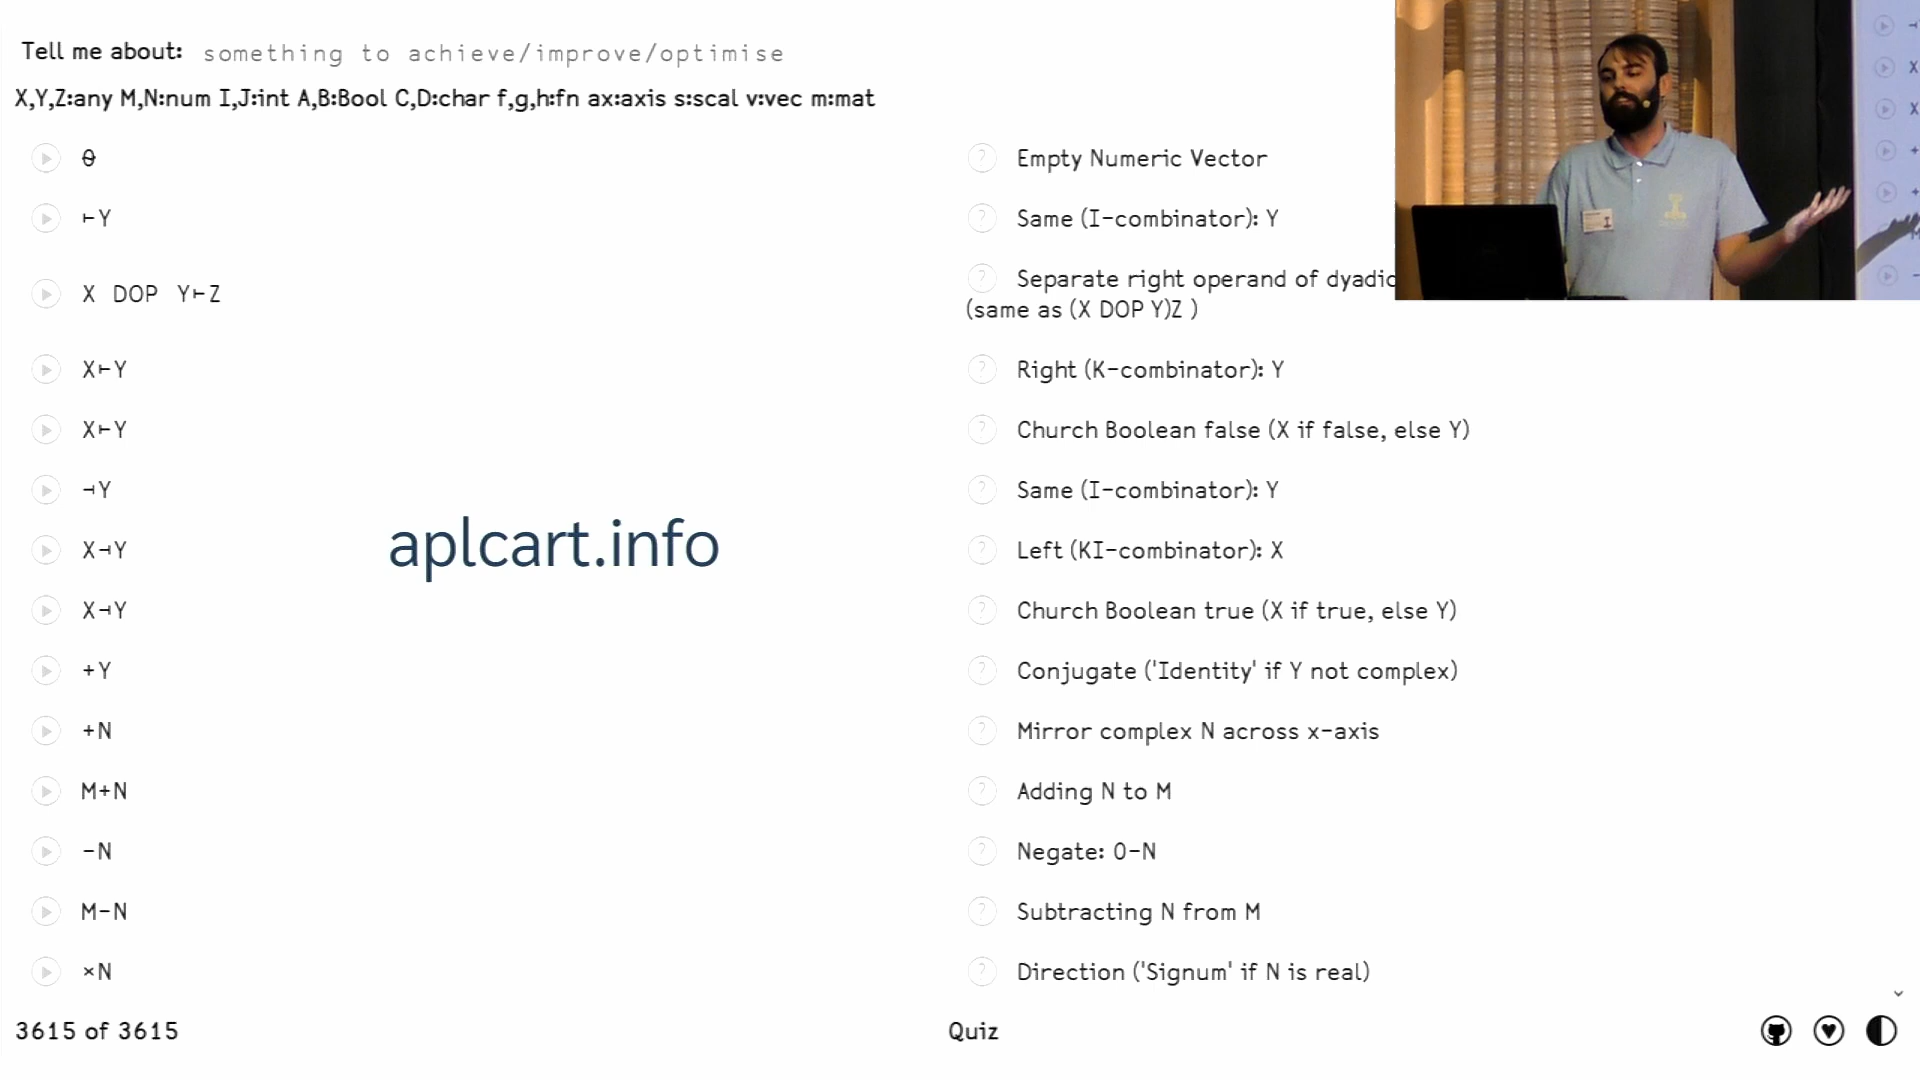 Tell me about: something to achieve/improve/optimise
X,Y,Z:any M,N:num I,J:int A,B:Bool C,D:char f,g,h:fn ax:axis s:scal v:vec m:mat
⍬ Empty Numeric Vector
⊢Y Same (I-combinator): Y
X DOP Y⊢Z Separate right operand of dyadic
(same as (X DOP Y)Z )
X⊢Y Right (K-combinator): Y
X⊢Y Church Boolean false (X if false, else Y)
⊣Y Same (I-combinator): Y
aplcart.info
X⊣Y Left (KI-combinator): X
X⊣Y Church Boolean true (X if true, else Y)
+Y Conjugate ('Identity' if Y not complex)
+N Mirror complex N across x-axis
M+N Adding N to M
-N Negate: 0-N
M-N Subtracting N from M
×N Direction ('Signum' if N is real)
3615 of 3615 Quiz